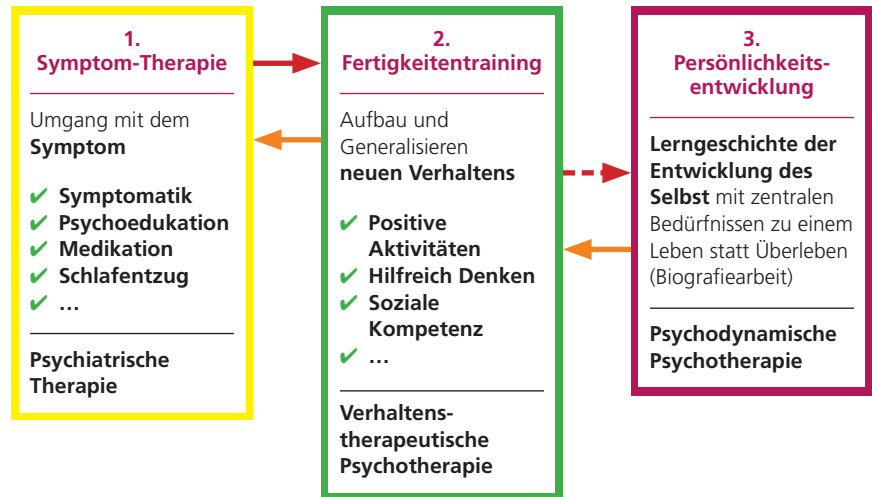 1.
Symptom-Therapie
Umgang mit dem
Symptom
✔ Symptomatik
✔ Psychoedukation
✔ Medikation
✔ Schlafentzug
✔ ...
Psychiatrische
Therapie
2.
Fertigkeitentraining
Aufbau und
Generalisieren
neuen Verhaltens
✔ Positive
Aktivitäten
✔ Hilfreich Denken
✔ Soziale
Kompetenz
✔ ...
Verhaltens-
therapeutische
Psychotherapie
3.
Persönlichkeits-
entwicklung
Lerngeschichte der
Entwicklung des
Selbst mit zentralen
Bedürfnissen zu einem
Leben statt Überleben
(Biografiearbeit)
Psychodynamische
Psychotherapie